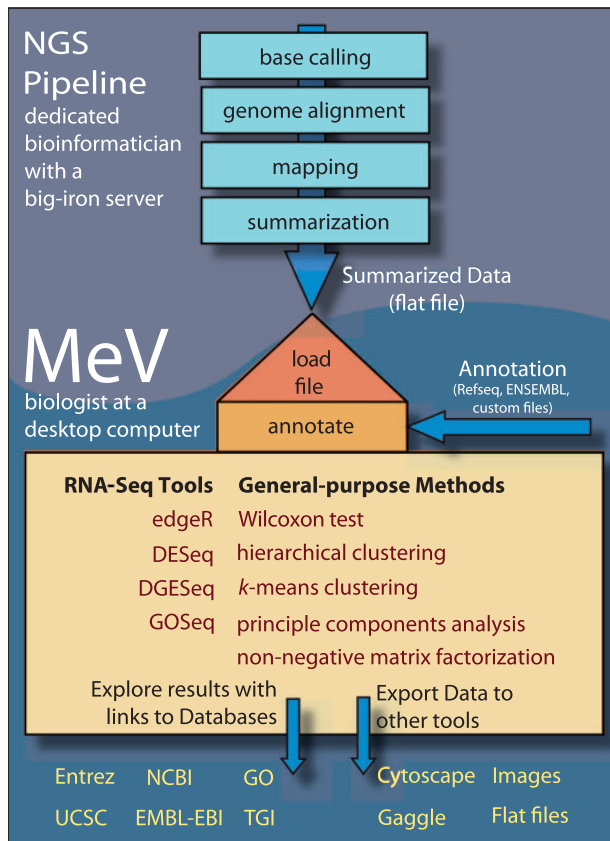 NGS
Pipeline
dedicated
bioinformatician
with a
big-iron server
base calling
genome alignment
mapping
summarization
Summarized Data
(flat file)
MeV
biologist at a
desktop computer
load
file
annotate
Annotation
(Refseq, ENSEMBL,
custom files)
RNA-Seq Tools
edgeR
DESeq
DGESeq
GOSeq
General-purpose Methods
Wilcoxon test
hierarchical clustering
k-means clustering
principle components analysis
non-negative matrix factorization
Explore results with
links to Databases
Export Data to
other tools
Entrez NCBI GO
UCSC EMBL-EBI TGI
Cytoscape Images
Gaggle Flat files